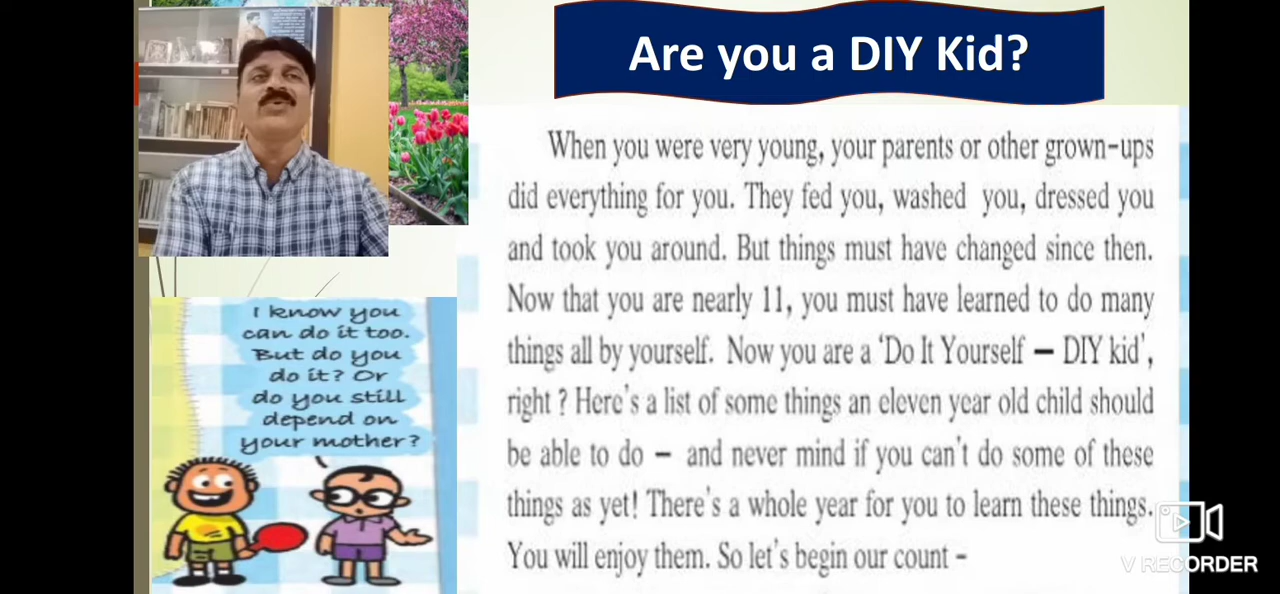 Are you a DIY Kid?
When you were very young, your parents or other grown-ups
did everything for you. They fed you, washed you, dressed you
and took you around. But things must have changed since then.
Now that you are nearly 11, you must have learned to do many
things all by yourself. Now you are a ‘Do It Yourself – DIY kid’,
right ? Here's a list of some things an eleven year old child should
be able to do – and never mind if you can't do some of these
things as yet! There's a whole year for you to learn these things.
You will enjoy them. So let's begin our count –
I know you
can do it too.
But do you
do it? Or
do you still
depend on
your mother?
V RECORDER